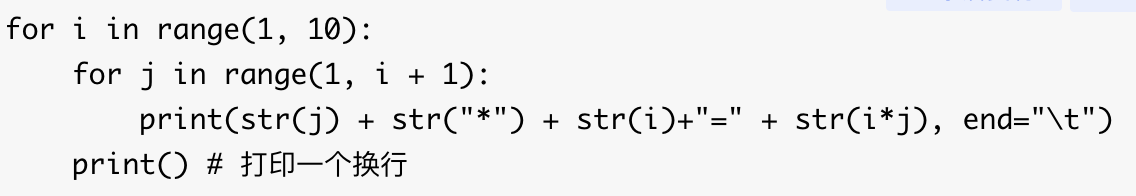 for i in range(1, 10):
    for j in range(1, i + 1):
        print(str(j) + str("*") + str(i)+"=" + str(i*j), end="\t")
    print() # 打印一个换行